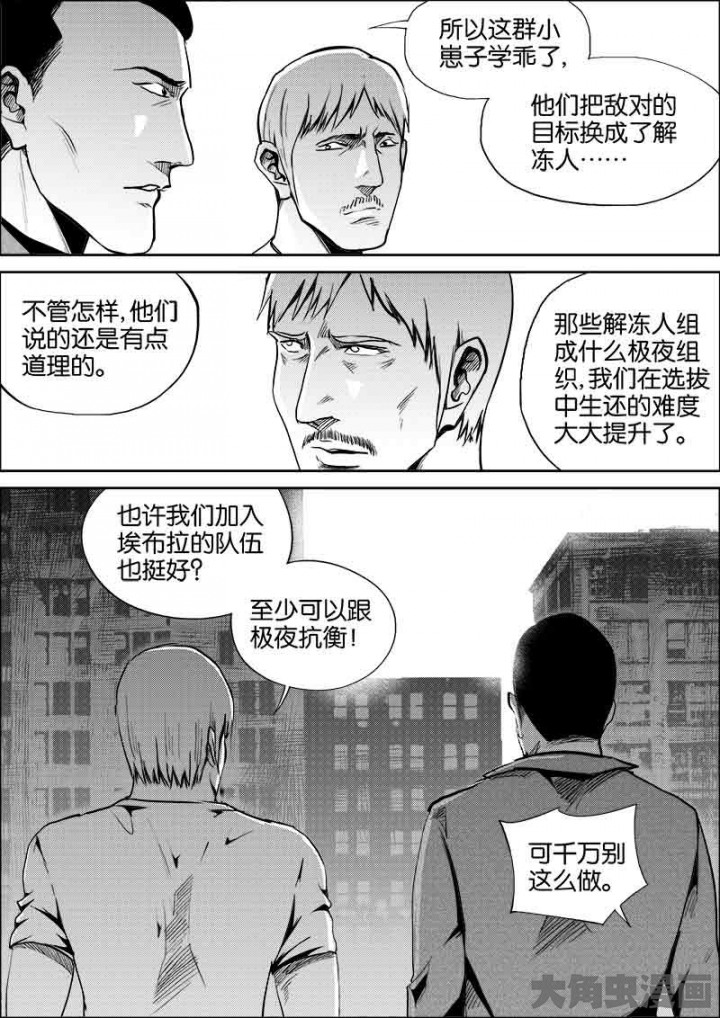 所以这群小
崽子学乖了,
他们把敌对的
目标换成了解
冻人……
不管怎样,他们
说的还是有点
道理的。
那些解冻人组
成什么极夜组
织,我们在选拔
中生还的难度
大大提升了。
也许我们加入
埃布拉的队伍
也挺好?
至少可以跟
极夜抗衡!
可千万别
这么做。
大角虫漫画